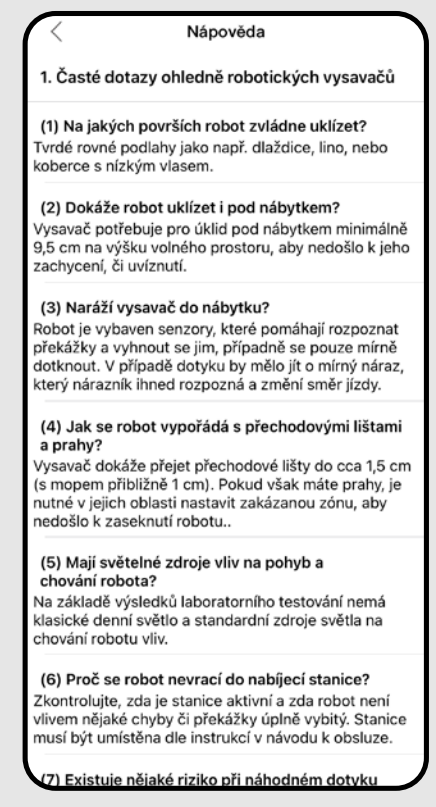 Nápověda
1. Časté dotazy ohledně robotických vysavačů
(1) Na jakých površích robot zvládne uklízet?
Tvrdé rovné podlahy jako např. dlaždice, lino, nebo
koberce s nízkým vlasem.
(2) Dokáže robot uklízet i pod nábytkem?
Vysavač potřebuje pro úklid pod nábytkem minimálně
9,5 cm na výšku volného prostoru, aby nedošlo k jeho
zachycení, či uvíznutí.
(3) Naráží vysavač do nábytku?
Robot je vybaven senzory, které pomáhají rozpoznat
překážky a vyhnout se jim, případně se pouze mírně
dotknout. V případě dotyku by mělo jít o mírný náraz,
který nárazník ihned rozpozná a změní směr jízdy.
(4) Jak se robot vypořádá s přechodovými lištami
a prahy?
Vysavač dokáže přejet přechodové lišty do cca 1,5 cm
(s mopem přibližně 1 cm). Pokud však máte prahy, je
nutné v jejich oblasti nastavit zakázanou zónu, aby
nedošlo k zaseknutí robotu..
(5) Mají světelné zdroje vliv na pohyb a
chování robota?
Na základě výsledků laboratorního testování nemá
klasické denní světlo a standardní zdroje světla na
chování robotu vliv.
(6) Proč se robot nevrací do nabíjecí stanice?
Zkontrolujte, zda je stanice aktivní a zda robot není
vlivem nějaké chyby či překážky úplně vybitý. Stanice
musí být umístěna dle instrukcí v návodu k obsluze.
(7) Existuje nějaké riziko při náhodném dotyku